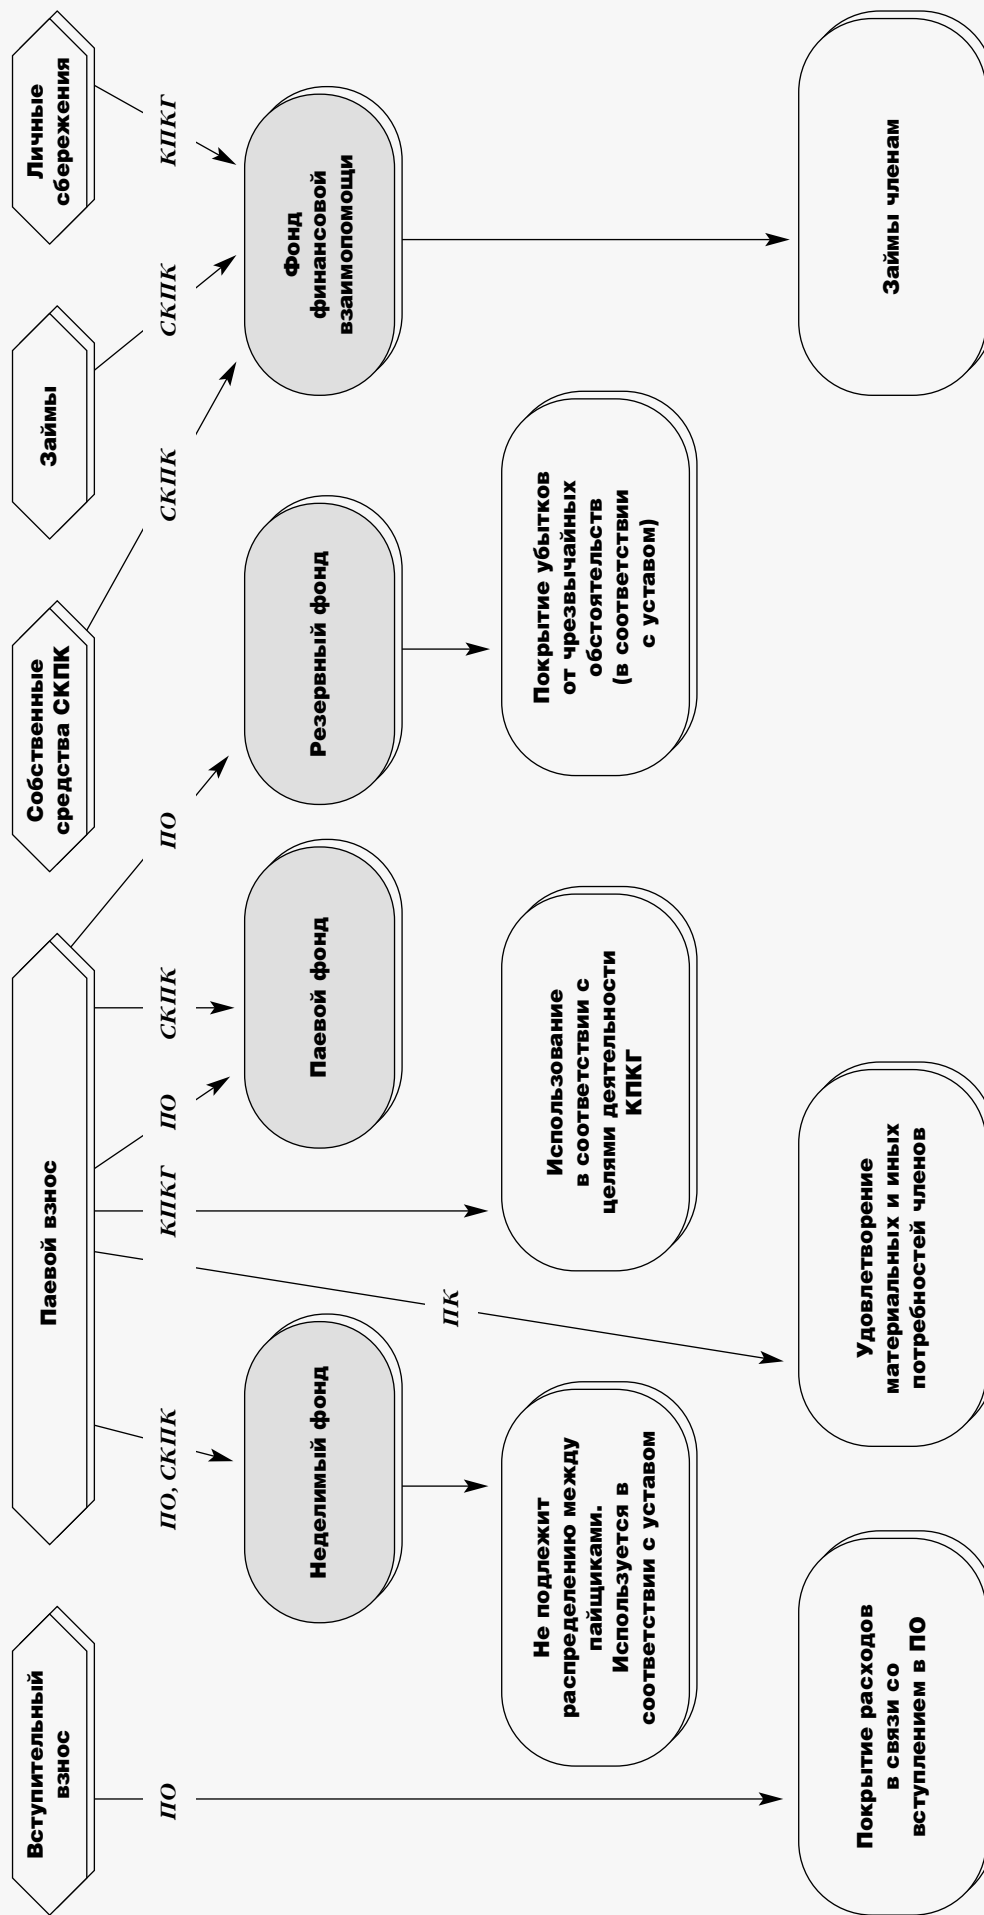 Вступительный
взнос
Паевой взнос
Собственные
средства СКПК
Займы
Личные
сбережения
ПО
ПО, СКПК
КПКГ
ПО
СКПК
ПО
СКПК
СКПК
КПКГ
Неделимый фонд
Паевой фонд
Резервный фонд
Фонд
финансовой
взаимопомощи
ПК
Не подлежит
распределению между
пайщиками.
Используется в
соответствии с уставом
Использование
в соответствии с
целями деятельности
КПКГ
Покрытие убытков
от чрезвычайных
обстоятельств
(в соответствии
с уставом)
Покрытие расходов
в связи со
вступлением в ПО
Удовлетворение
материальных и иных
потребностей членов
Займы членам